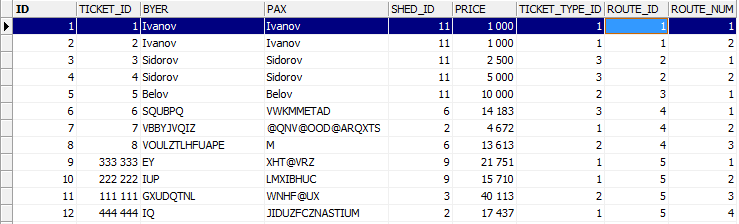 ID TICKET_ID BYER PAX SHED_ID PRICE TICKET_TYPE_ID ROUTE_ID ROUTE_NUM
1 1 Ivanov Ivanov 11 1 000 1 1 1
2 2 Ivanov Ivanov 11 1 000 1 1 2
3 3 Sidorov Sidorov 11 2 500 3 2 1
4 4 Sidorov Sidorov 11 5 000 3 2 2
5 5 Belov Belov 11 10 000 2 3 1
6 6 SQUBPQ VWKMMETAD 6 14 183 3 4 1
7 7 VBBYJVQIZ @QNV@OOD@ARQXTS 2 4 672 1 4 2
8 8 VOULZTLHFUAPE M 6 13 613 2 4 3
9 333 333 EY XHT@VRZ 9 21 751 1 5 1
10 222 222 IUP LMXIBHUC 9 15 710 1 5 2
11 111 111 GXUDQTNL WNHF@UX 3 40 113 2 5 3
12 444 444 IQ JIDUZFCZNASTIUM 2 17 437 1 5 4